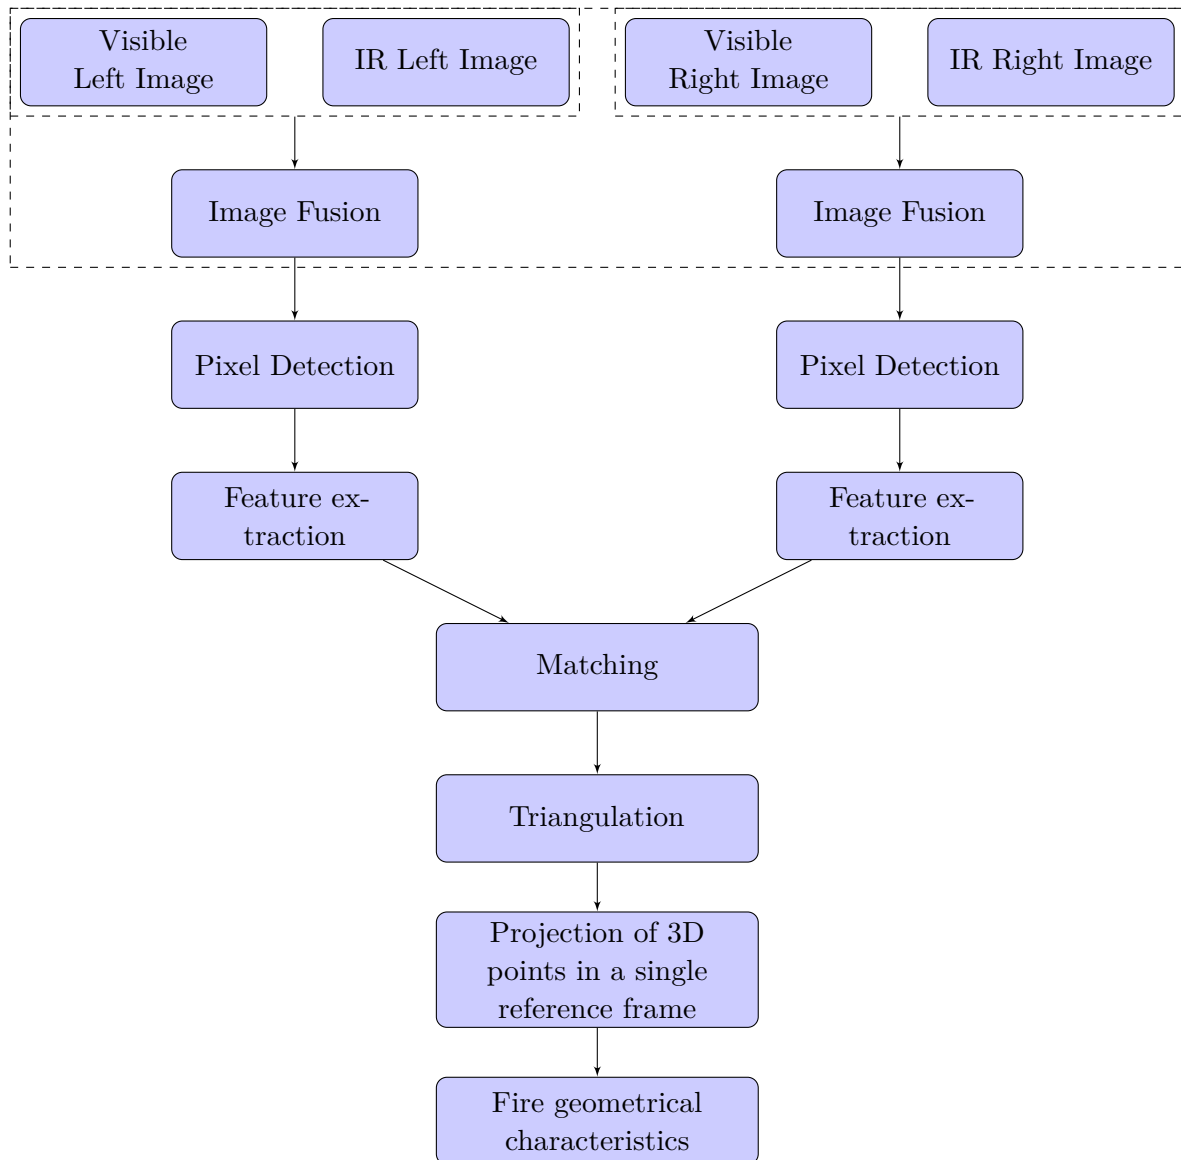 Visible
Left Image
IR Left Image
Visible
Right Image
IR Right Image
Image Fusion
Image Fusion
Pixel Detection
Pixel Detection
Feature ex-
traction
Feature ex-
traction
Matching
Triangulation
Projection of 3D
points in a single
reference frame
Fire geometrical
characteristics